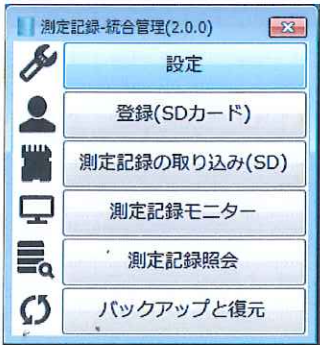 測定記録-統合管理(2.0.0)
設定
登録(SDカード)
測定記録の取り込み(SD)
測定記録モニター
測定記録照会
バックアップと復元